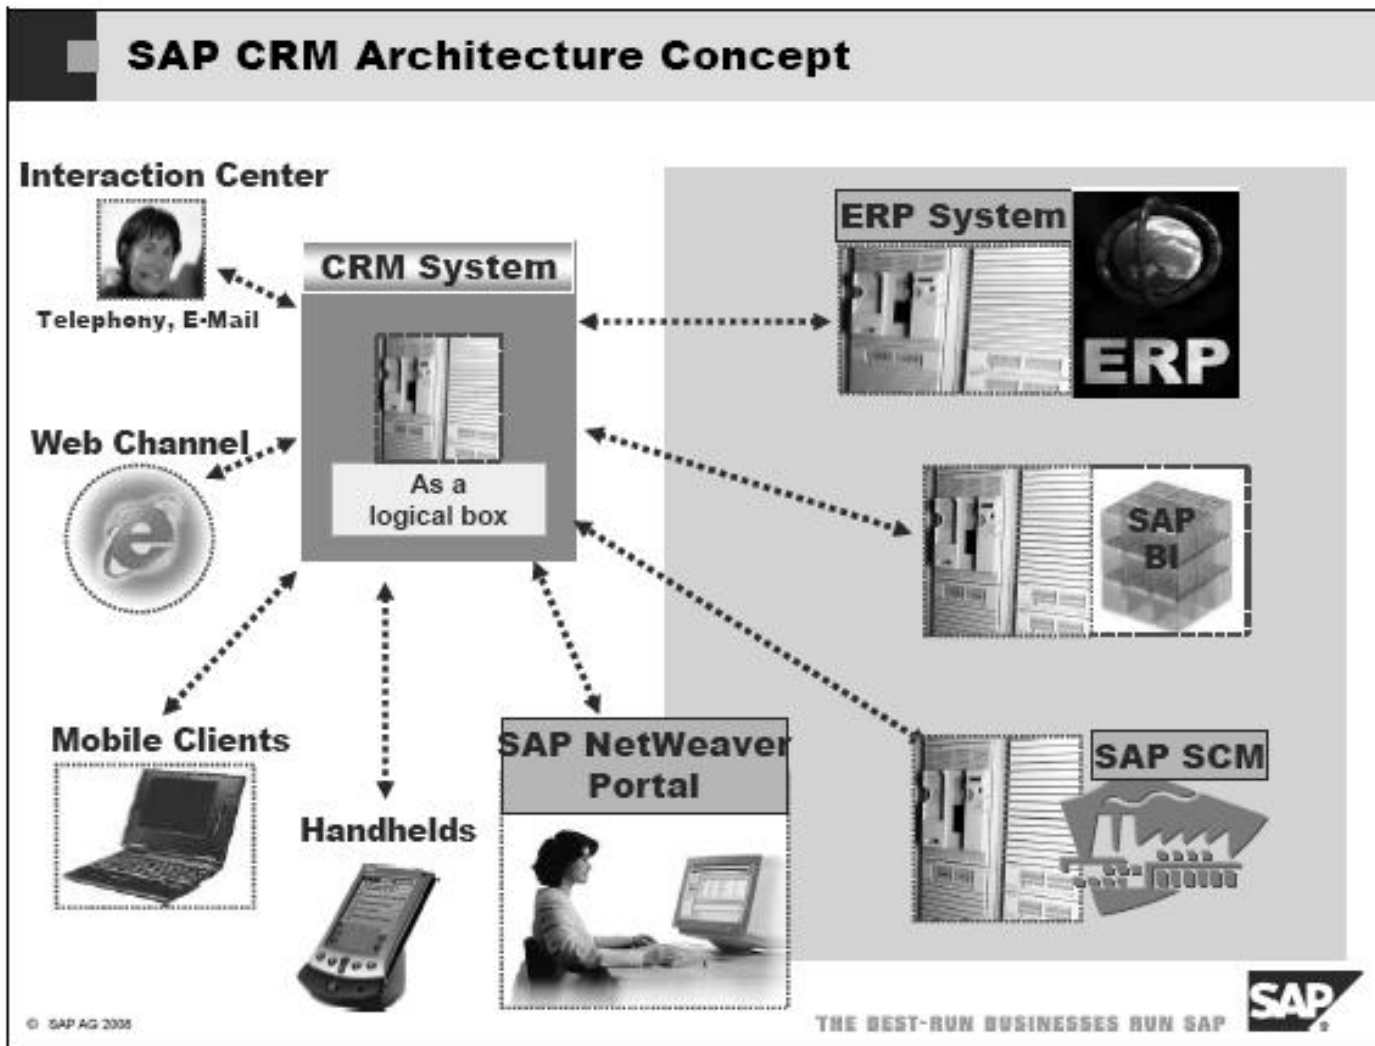 SAP CRM Architecture Concept
Interaction Center
Telephony, E-Mail
CRM System
As a
logical box
ERP System
ERP
Web Channel
e
SAP
BI
Mobile Clients
Handhelds
SAP NetWeaver
Portal
SAP SCM
© SAP AG 2008
THE BEST-RUN BUSINESSES RUN SAP
SAP
®